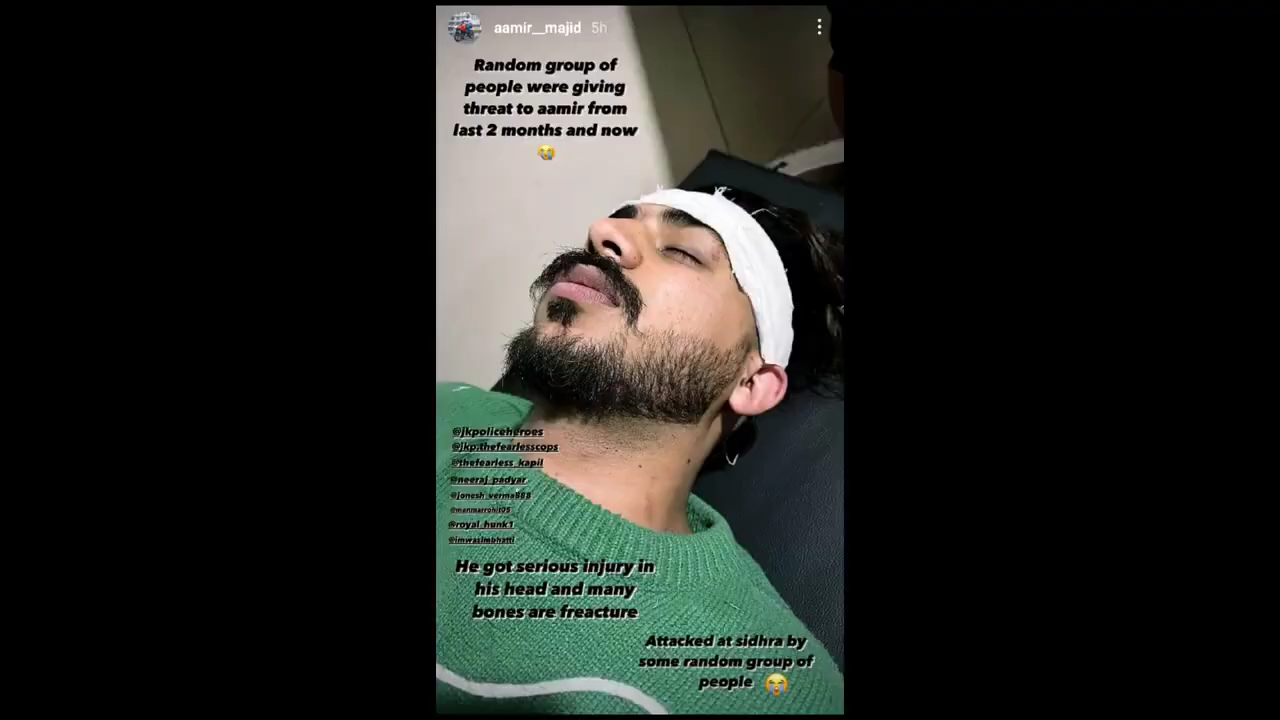 aamir__majid 5h
Random group of
people were giving
threat to aamir from
last 2 months and now
😭
@jkpoliceheroes
@jkp.thefearlesscops
@thefearless_kapil
@neeraj_padyar
@jonesh_verma888
@manmarrohit05
@royal_hunk1
@imwasimbhatti
He got serious injury in
his head and many
bones are freacture
Attacked at sidhra by
some random group of
people 😭